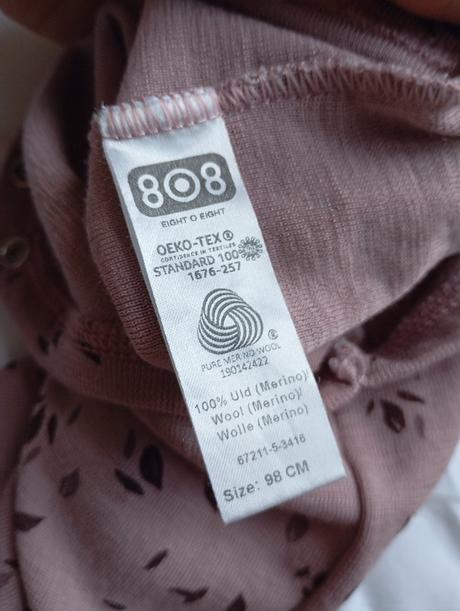 808
EIGHT O EIGHT
OEKO-TEX®
CONFIDENCE IN TEXTILES
STANDARD 100
1676-257
®
PURE MERINO WOOL
190142422
100% Uld (Merino)/
Wool (Merino)/
Wolle (Merino)/
67211-5-3416
Size: 98 CM